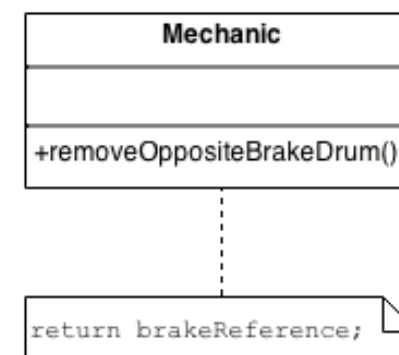 Mechanic
+removeOppositeBrakeDrum()
return brakeReference;